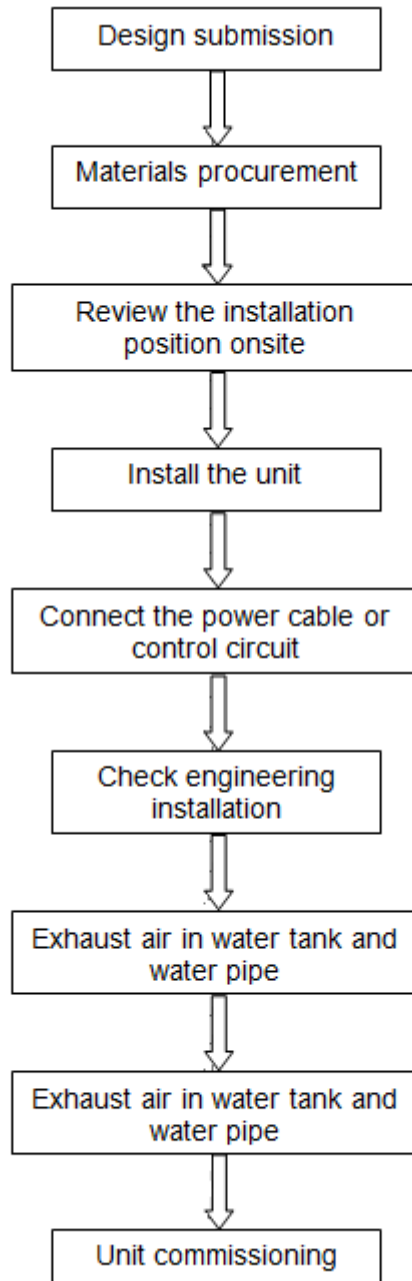 Design submission
Materials procurement
Review the installation
position onsite
Install the unit
Connect the power cable or
control circuit
Check engineering
installation
Exhaust air in water tank and
water pipe
Exhaust air in water tank and
water pipe
Unit commissioning